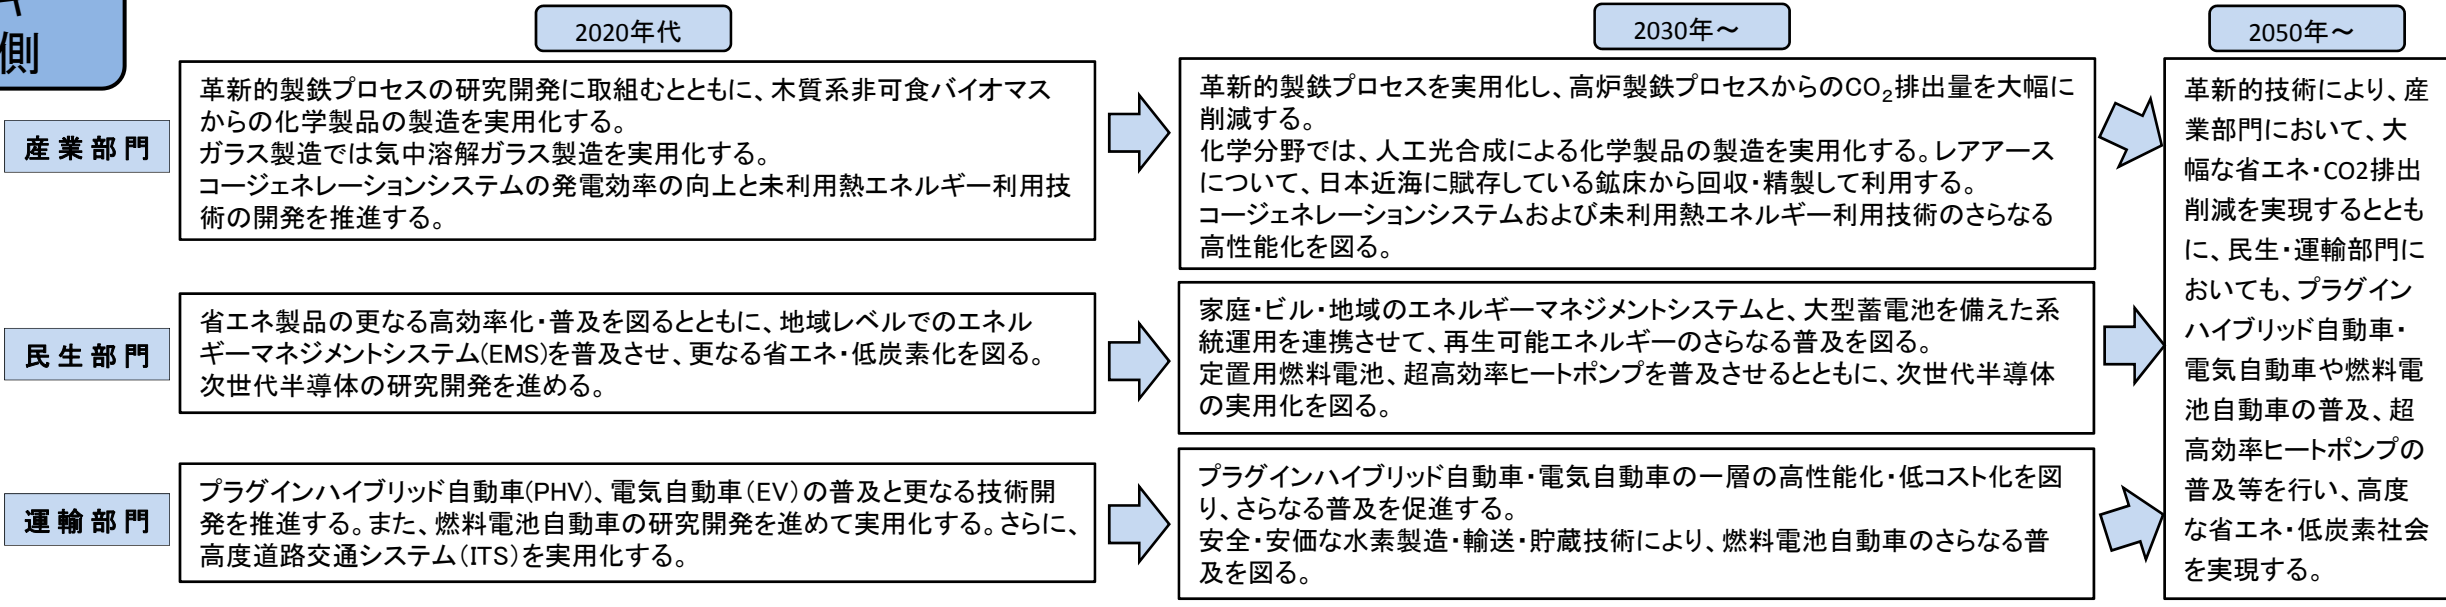 側
2020年代
2030年～
2050年～
産業部門
革新的製鉄プロセスの研究開発に取組むとともに、木質系非可食バイオマス
からの化学製品の製造を実用化する。
ガラス製造では気中溶解ガラス製造を実用化する。
コージェネレーションシステムの発電効率の向上と未利用熱エネルギー利用技
術の開発を推進する。
革新的製鉄プロセスを実用化し、高炉製鉄プロセスからのCO₂排出量を大幅に
削減する。
化学分野では、人工光合成による化学製品の製造を実用化する。レアアース
について、日本近海に賦存している鉱床から回収・精製して利用する。
コージェネレーションシステムおよび未利用熱エネルギー利用技術のさらなる
高性能化を図る。
民生部門
省エネ製品の更なる高効率化・普及を図るとともに、地域レベルでのエネル
ギーマネジメントシステム(EMS)を普及させ、更なる省エネ・低炭素化を図る。
次世代半導体の研究開発を進める。
家庭・ビル・地域のエネルギーマネジメントシステムと、大型蓄電池を備えた系
統運用を連携させて、再生可能エネルギーのさらなる普及を図る。
定置用燃料電池、超高効率ヒートポンプを普及させるとともに、次世代半導体
の実用化を図る。
運輸部門
プラグインハイブリッド自動車(PHV)、電気自動車(EV)の普及と更なる技術開
発を推進する。また、燃料電池自動車の研究開発を進めて実用化する。さらに、
高度道路交通システム(ITS)を実用化する。
プラグインハイブリッド自動車・電気自動車の一層の高性能化・低コスト化を図
り、さらなる普及を促進する。
安全・安価な水素製造・輸送・貯蔵技術により、燃料電池自動車のさらなる普
及を図る。
革新的技術により、産
業部門において、大
幅な省エネ・CO2排出
削減を実現するととも
に、民生・運輸部門に
おいても、プラグイン
ハイブリッド自動車・
電気自動車や燃料電
池自動車の普及、超
高効率ヒートポンプの
普及等を行い、高度
な省エネ・低炭素社会
を実現する。